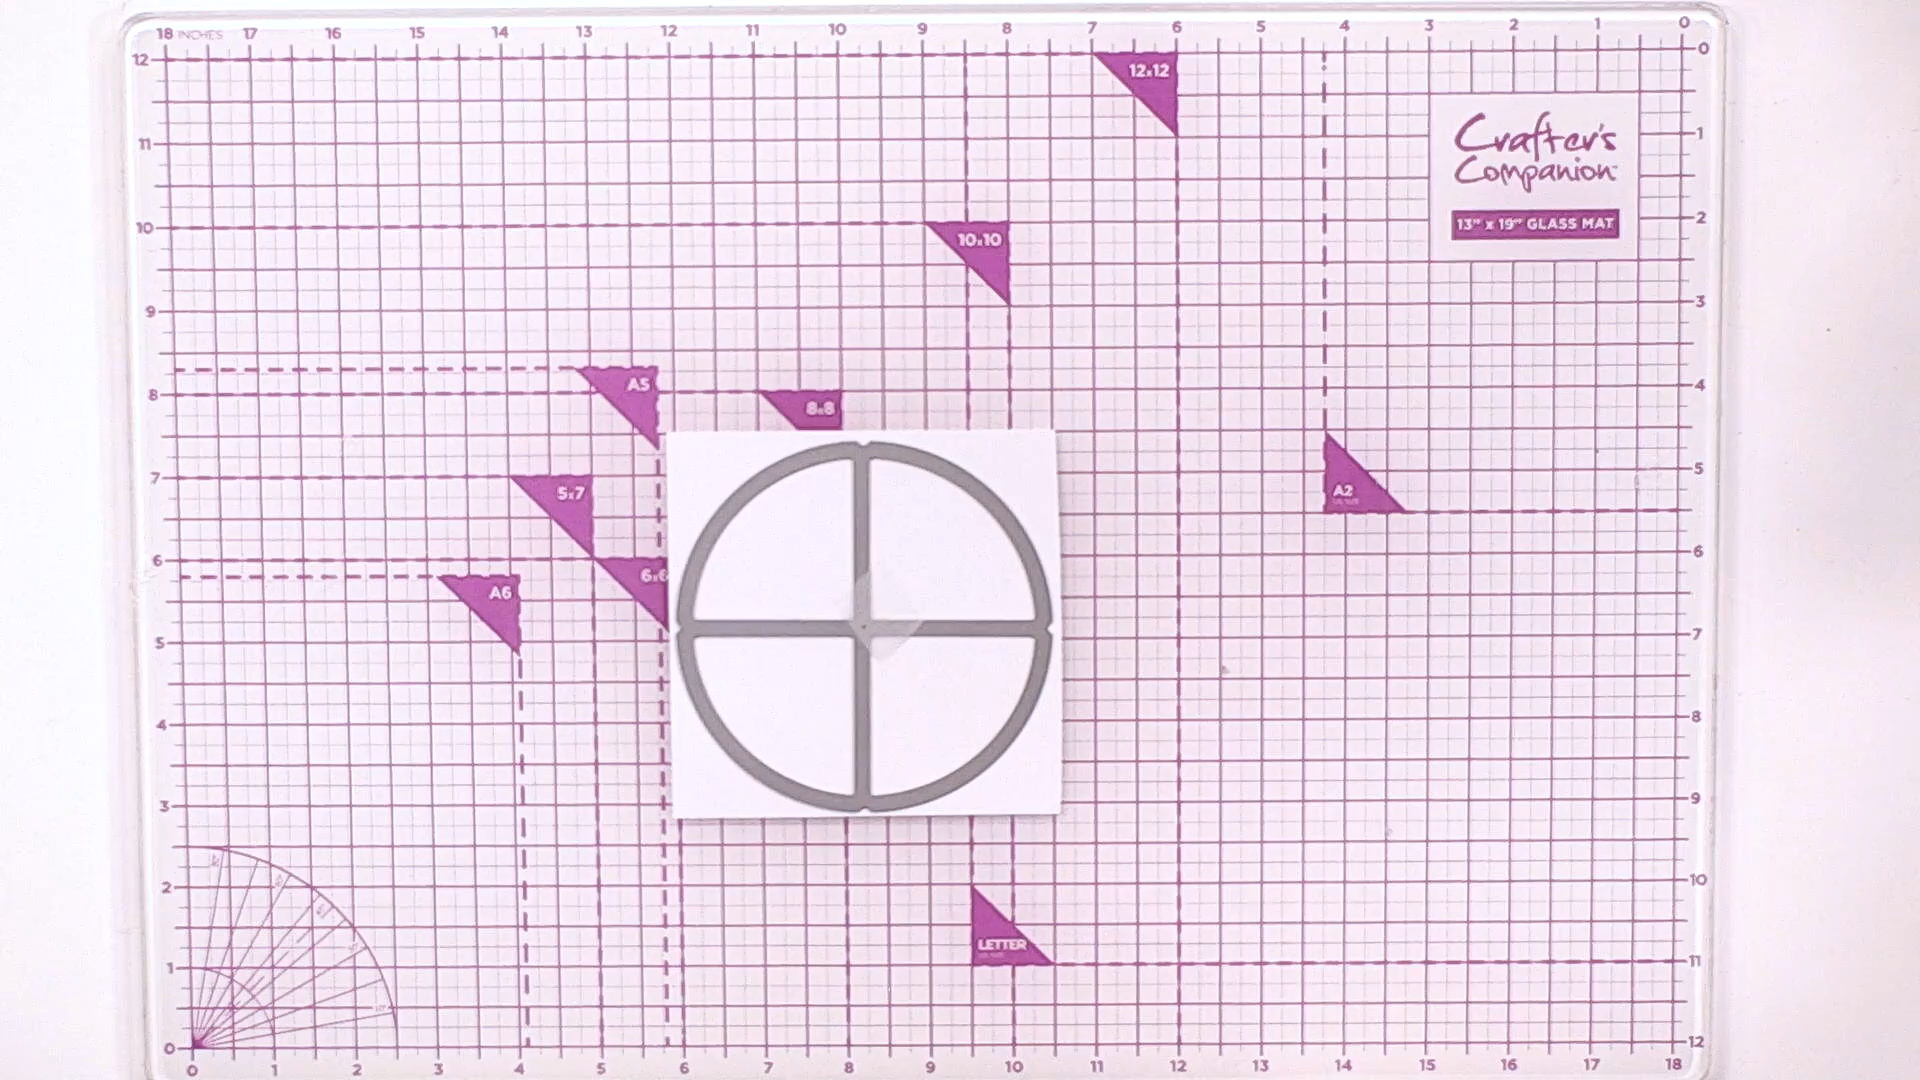 18 INCHES 17 16 15 14 13 12 11 10 9 8 7 6 5 4 3 2 1 0
12
0
12x12
11
1
Crafter's
Companion
10
2
13" x 19" GLASS MAT
10x10
9
3
A5
8
4
8x8
7
5
5x7
A2
6
6
6x6
A6
5
7
4
8
3
9
2
10
LETTER
1
11
0
12
0 1 2 3 4 5 6 7 8 9 10 11 12 13 14 15 16 17 18